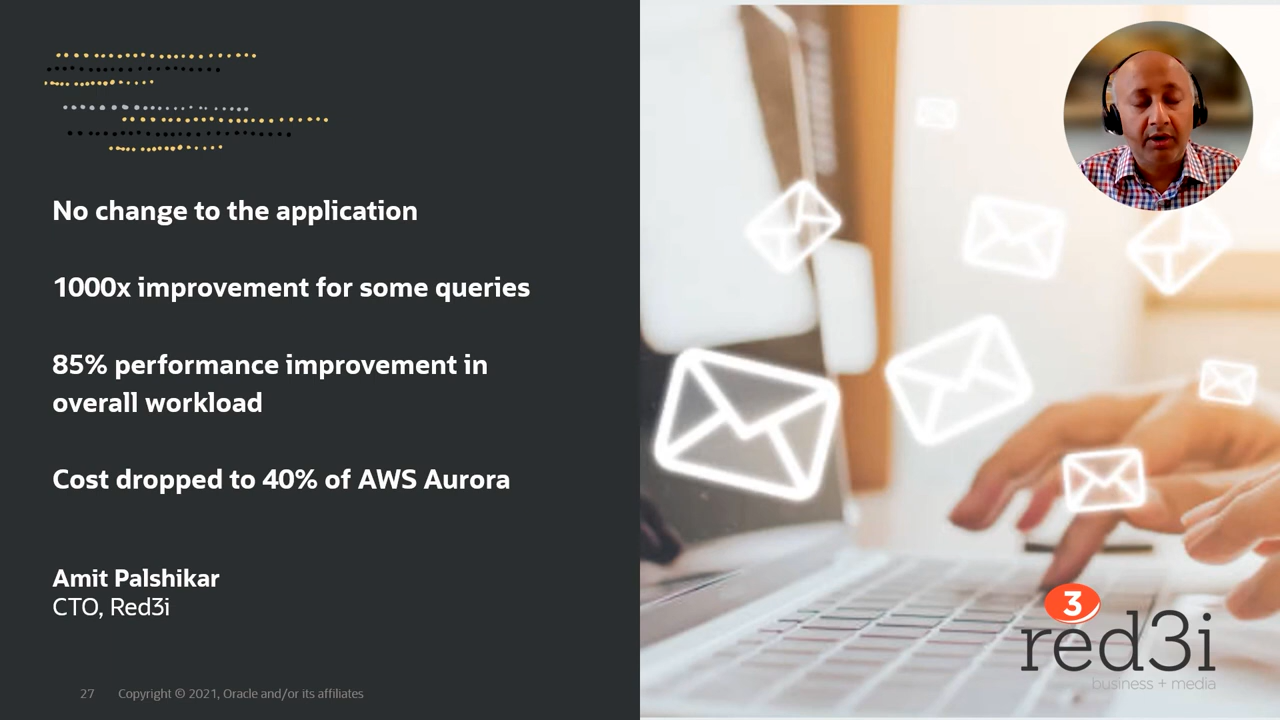 No change to the application
1000x improvement for some queries
85% performance improvement in
overall workload
Cost dropped to 40% of AWS Aurora
Amit Palshikar
CTO, Red3i
27 Copyright © 2021, Oracle and/or its affiliates
3
red3i
business + media